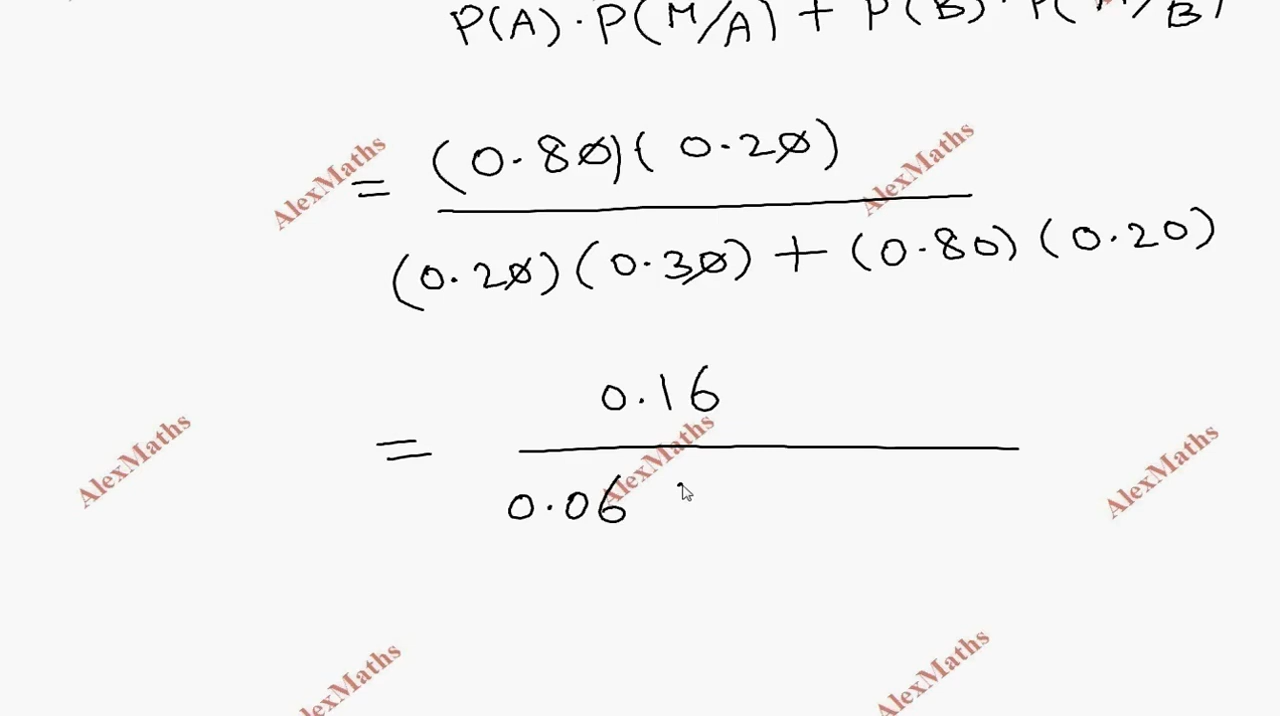 P(A) · P(M/A) + P(B) · P(M/B)
= (0.80)(0.20)
(0.20)(0.30) + (0.80)(0.20)
= 0.16
0.06
AlexMaths
AlexMaths
AlexMaths
AlexMaths
AlexMaths
AlexMaths
AlexMaths